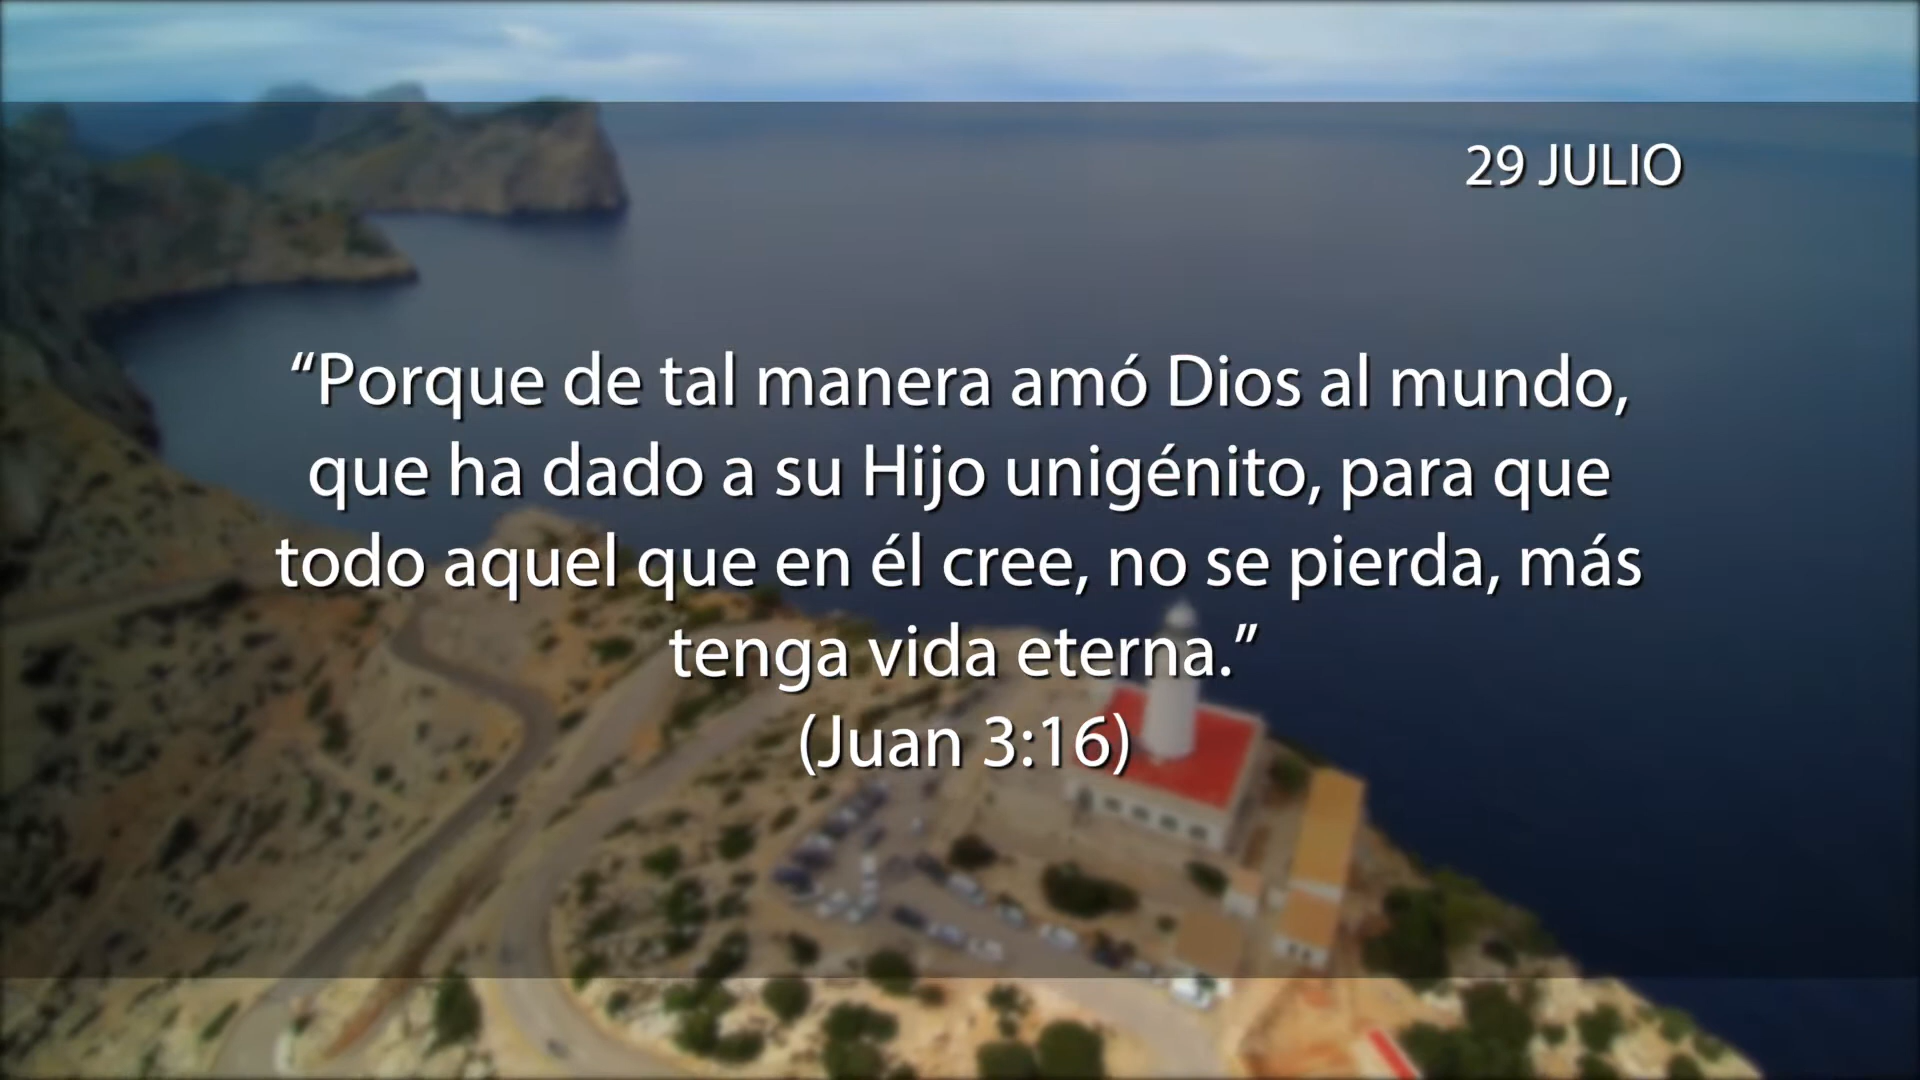 29 JULIO
“Porque de tal manera amó Dios al mundo,
que ha dado a su Hijo unigénito, para que
todo aquel que en él cree, no se pierda, más
tenga vida eterna.”
(Juan 3:16)